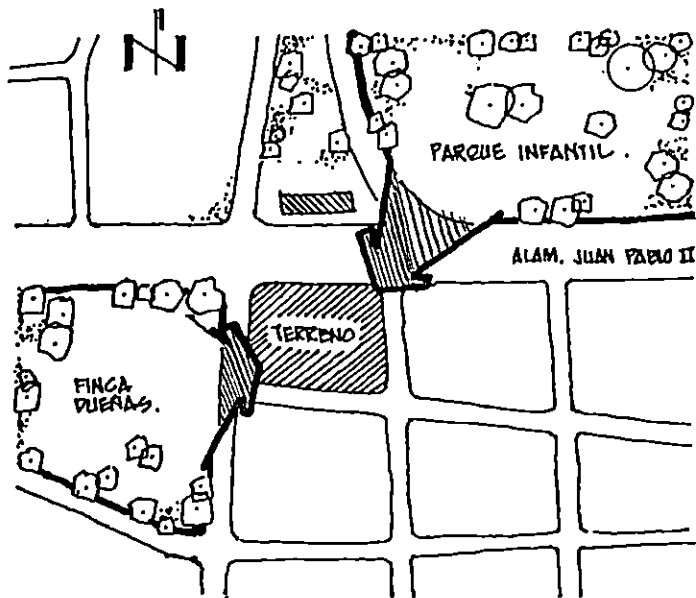 N
PARQUE INFANTIL.
ALAM. JUAN PABLO II
TERRENO
FINCA
DUEÑAS.